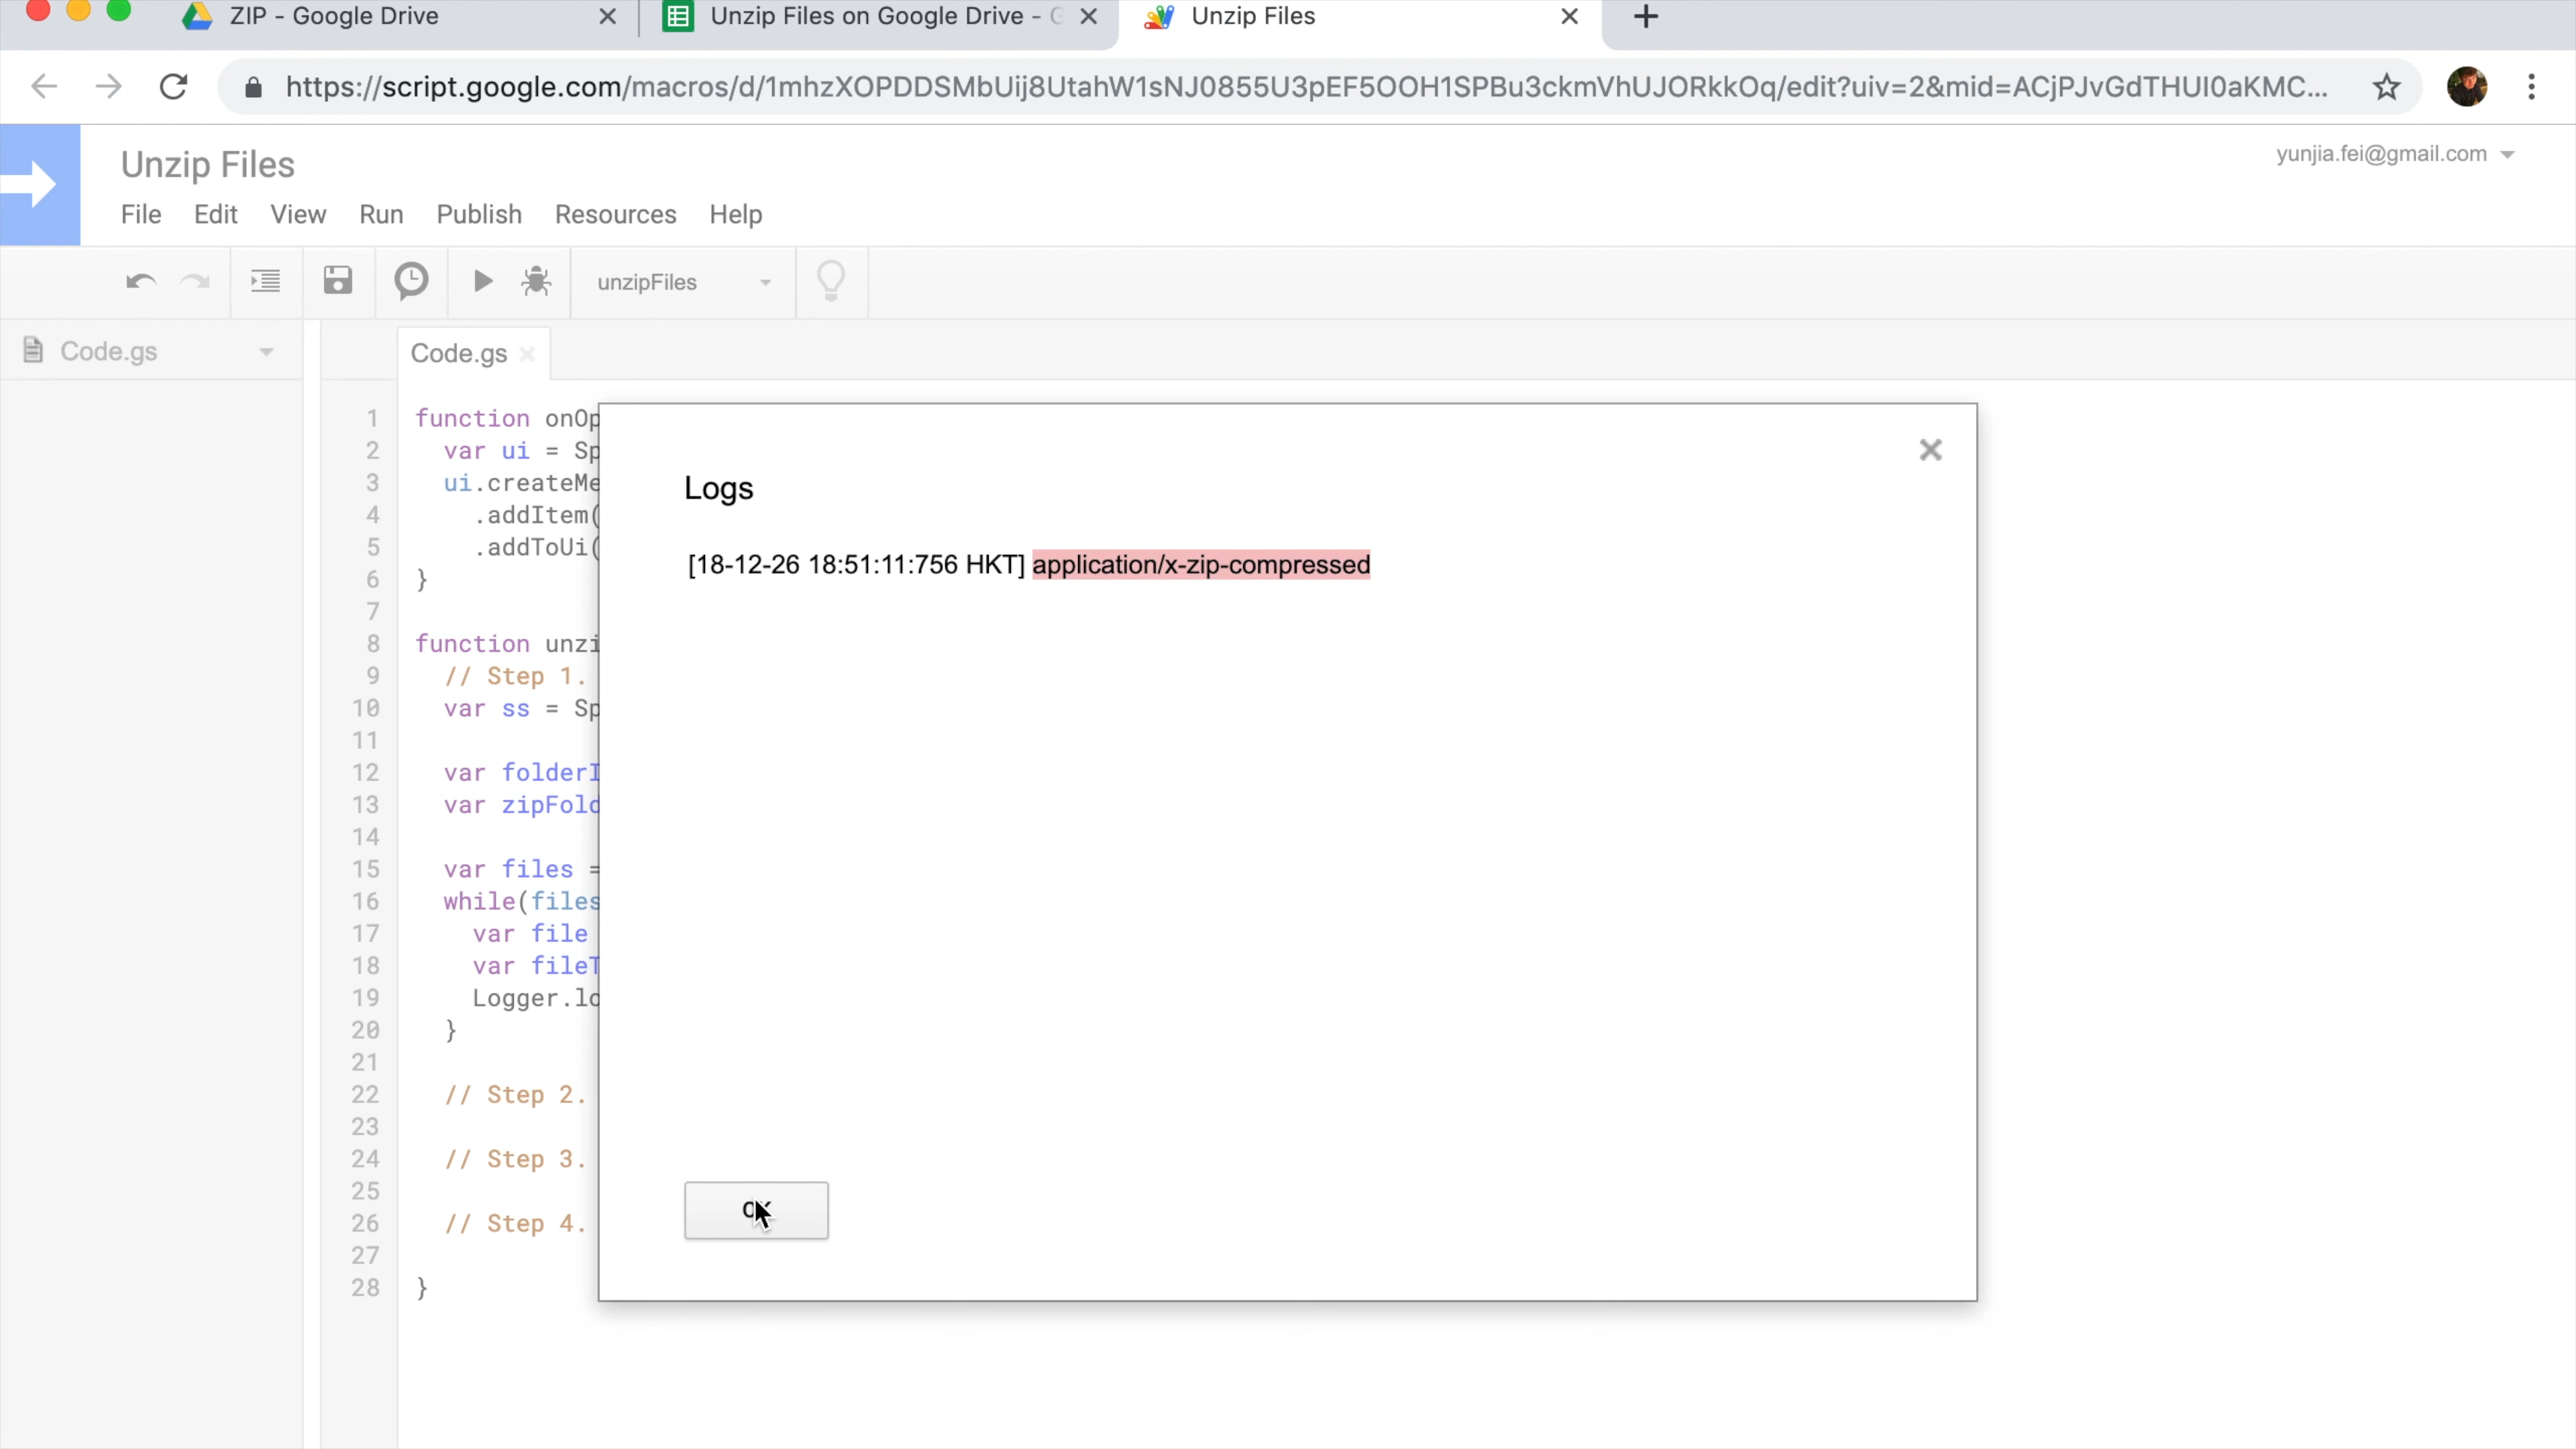 ZIP - Google Drive
Unzip Files on Google Drive - G
Unzip Files
https://script.google.com/macros/d/1mhzXOPDDSMbUij8UtahW1sNJ0855U3pEF5OOH1SPBu3ckmVhUJORkkOq/edit?uiv=2&mid=ACjPJvGdTHUI0aKMC...
Unzip Files
yunjia.fei@gmail.com
File Edit View Run Publish Resources Help
unzipFiles
Code.gs
Code.gs
1 function onOp
2 var ui = Sp
3 ui.createMe
4 .addItem(
5 .addToUi(
6 }
7
8 function unzi
9 // Step 1.
10 var ss = Sp
11
12 var folderI
13 var zipFold
14
15 var files =
16 while(files
17 var file
18 var fileT
19 Logger.lo
20 }
21
22 // Step 2.
23
24 // Step 3.
25
26 // Step 4.
27
28 }
Logs
[18-12-26 18:51:11:756 HKT] application/x-zip-compressed